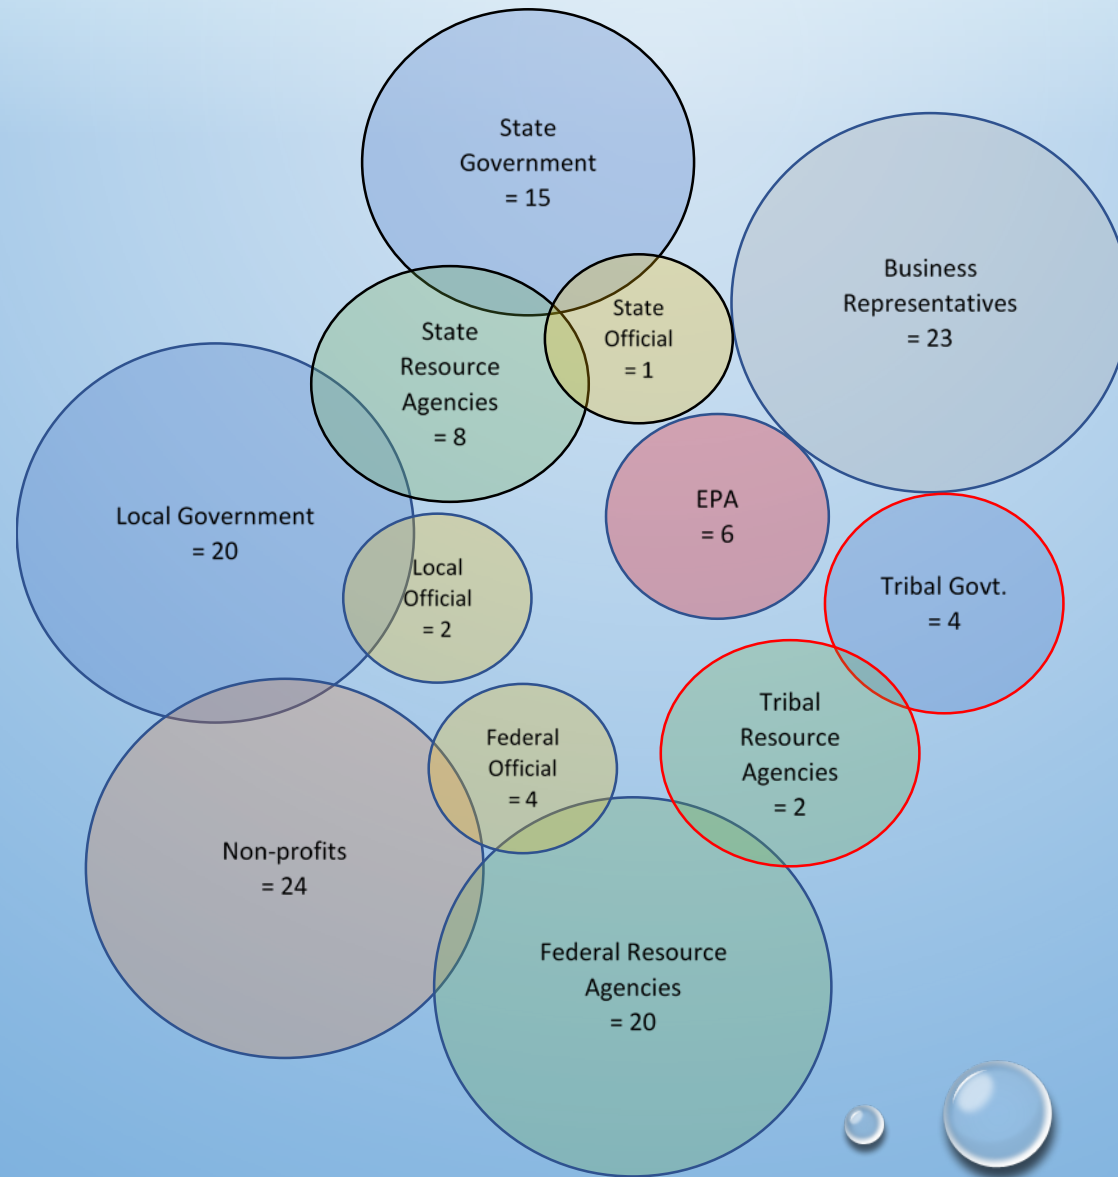 State
Government
= 15
Business
Representatives
= 23
State
Official
= 1
State
Resource
Agencies
= 8
Local Government
= 20
EPA
= 6
Local
Official
= 2
Tribal Govt.
= 4
Tribal
Resource
Agencies
= 2
Federal
Official
= 4
Non-profits
= 24
Federal Resource
Agencies
= 20